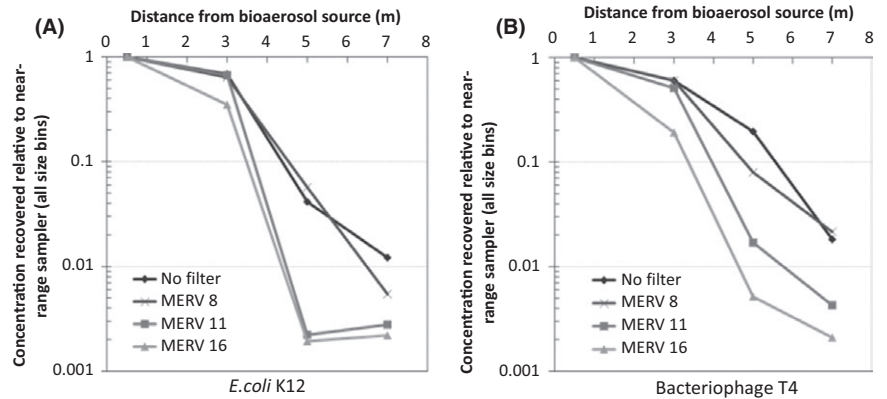 (A)
Distance from bioaerosol source (m)
0 1 2 3 4 5 6 7 8
Concentration recovered relative to near-
range sampler (all size bins)
1
0.1
0.01
0.001
No filter
MERV 8
MERV 11
MERV 16
E.coli K12
(B)
Distance from bioaerosol source (m)
0 1 2 3 4 5 6 7 8
Concentration recovered relative to near-
range sampler (all size bins)
1
0.1
0.01
0.001
No filter
MERV 8
MERV 11
MERV 16
Bacteriophage T4